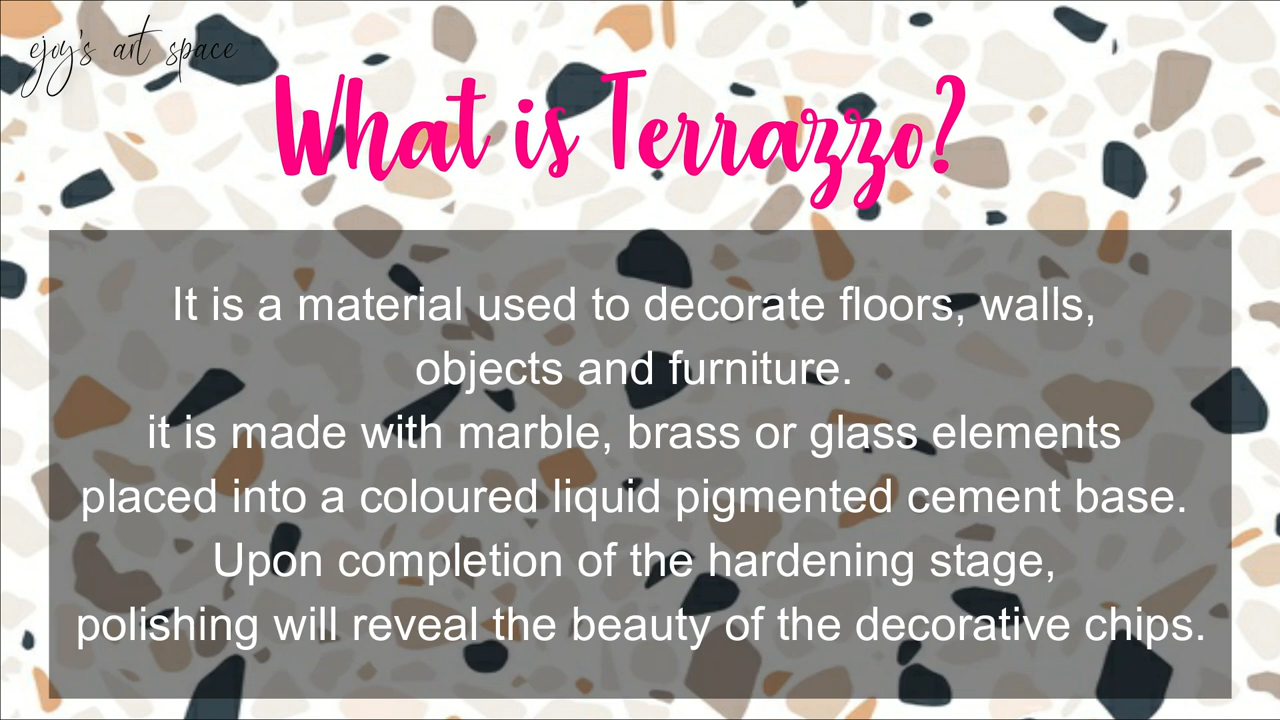 ejoy's art space
What is Terrazzo?
It is a material used to decorate floors, walls,
objects and furniture.
it is made with marble, brass or glass elements
placed into a coloured liquid pigmented cement base.
Upon completion of the hardening stage,
polishing will reveal the beauty of the decorative chips.